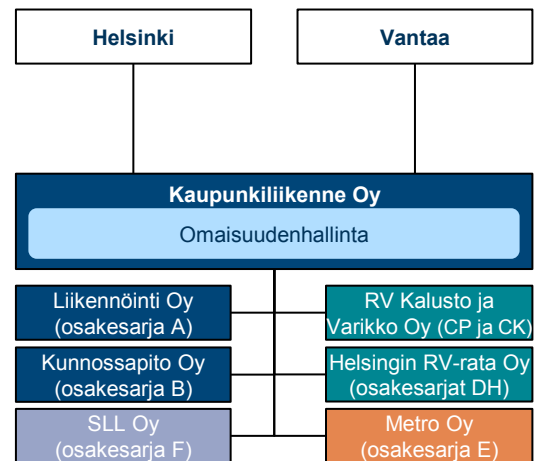 Helsinki
Vantaa
Kaupunkiliikenne Oy
Omaisuudenhallinta
Liikennöinti Oy
(osakesarja A)
RV Kalusto ja
Varikko Oy (CP ja CK)
Kunnossapito Oy
(osakesarja B)
Helsingin RV-rata Oy
(osakesarjat DH)
SLL Oy
(osakesarja F)
Metro Oy
(osakesarja E)